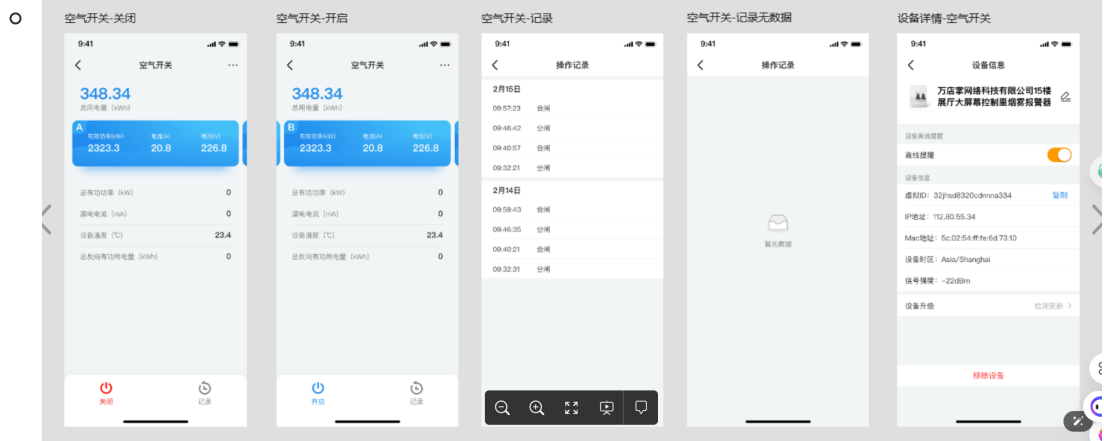 空气开关-关闭
9:41
空气开关
348.34
总用电量 (kWh)
A
有效功率(kW) 电流(A) 电压(V)
2323.3 20.8 226.8
总有功功率 (kW) 0
漏电电流 (mA) 0
设备温度 (℃) 23.4
总反向有功用电量 (kWh) 0
关闭 记录
空气开关-开启
9:41
空气开关
348.34
总用电量 (kWh)
B
有效功率(kW) 电流(A) 电压(V)
2323.3 20.8 226.8
总有功功率 (kW) 0
漏电电流 (mA) 0
设备温度 (℃) 23.4
总反向有功用电量 (kWh) 0
开启 记录
空气开关-记录
9:41
操作记录
2月15日
09:57:23 合闸
09:46:42 分闸
09:40:57 合闸
09:32:21 分闸
2月14日
09:59:43 合闸
09:46:35 分闸
09:40:21 合闸
09:32:31 分闸
空气开关-记录无数据
9:41
操作记录
暂无数据
设备详情-空气开关
9:41
设备信息
万店掌网络科技有限公司15楼
展厅大屏幕控制里烟雾报警器
设备离线提醒
离线提醒
设备信息
虚拟ID: 32jhsd8320cdnnna334 复制
IP地址: 112.80.55.34
Mac地址: 5c:02:54:ff:fe:6d:73:10
设备时区: Asia/Shanghai
信号强度: -22dBm
设备升级 检测更新
移除设备